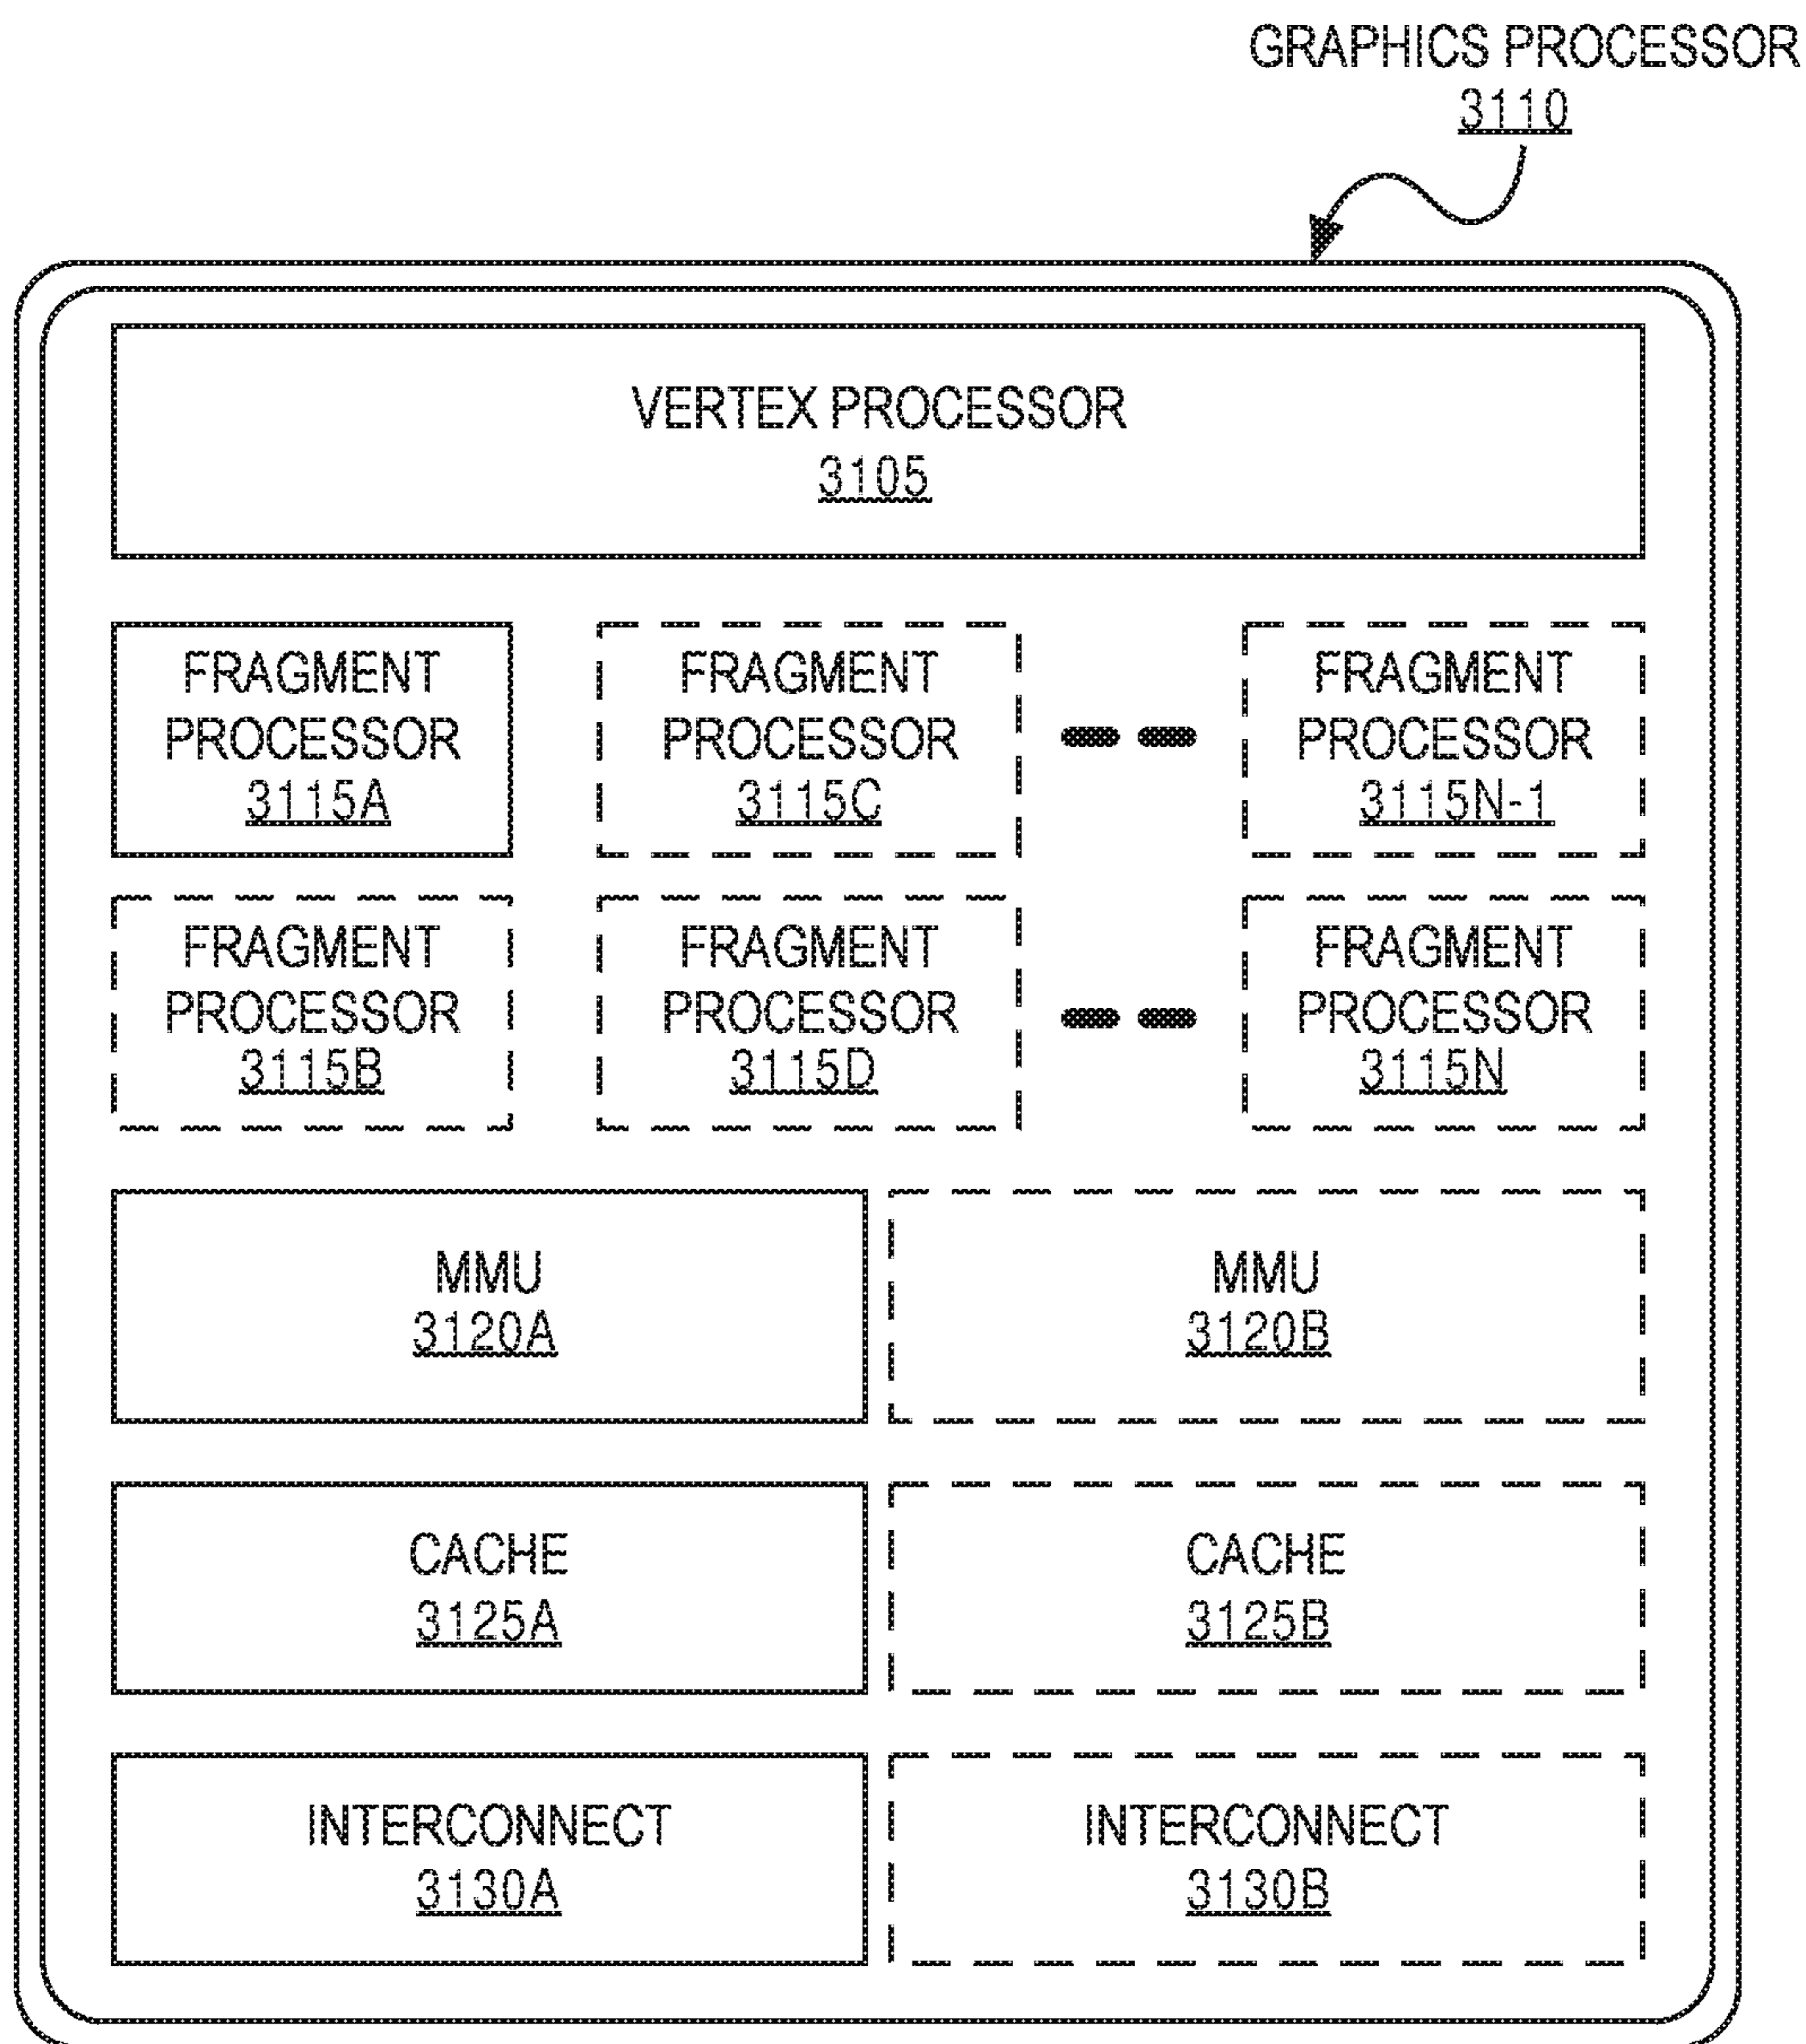 GRAPHICS PROCESSOR
3110
VERTEX PROCESSOR
3105
FRAGMENT
PROCESSOR
3115A
FRAGMENT
PROCESSOR
3115C
FRAGMENT
PROCESSOR
3115N-1
FRAGMENT
PROCESSOR
3115B
FRAGMENT
PROCESSOR
3115D
FRAGMENT
PROCESSOR
3115N
MMU
3120A
MMU
3120B
CACHE
3125A
CACHE
3125B
INTERCONNECT
3130A
INTERCONNECT
3130B